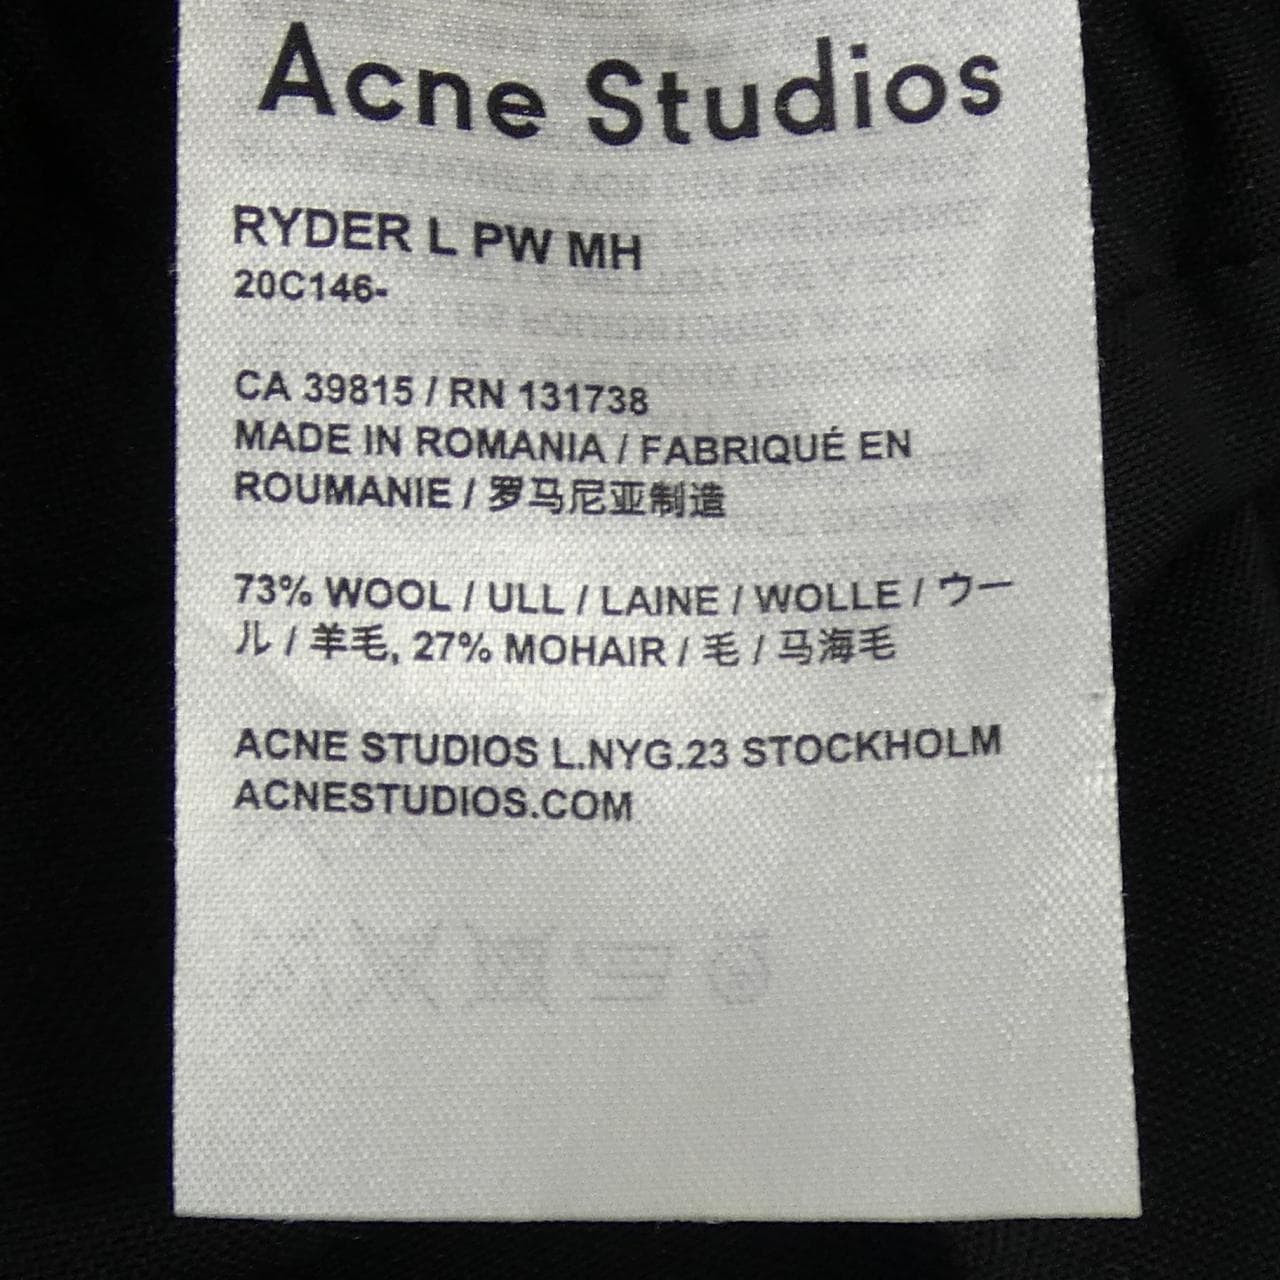 Acne Studios
RYDER L PW MH
20C146-
CA 39815 / RN 131738
MADE IN ROMANIA / FABRIQUÉ EN
ROUMANIE / 罗马尼亚制造
73% WOOL / ULL / LAINE / WOLLE / ウー
ル / 羊毛, 27% MOHAIR / 毛 / 马海毛
ACNE STUDIOS L.NYG.23 STOCKHOLM
ACNESTUDIOS.COM